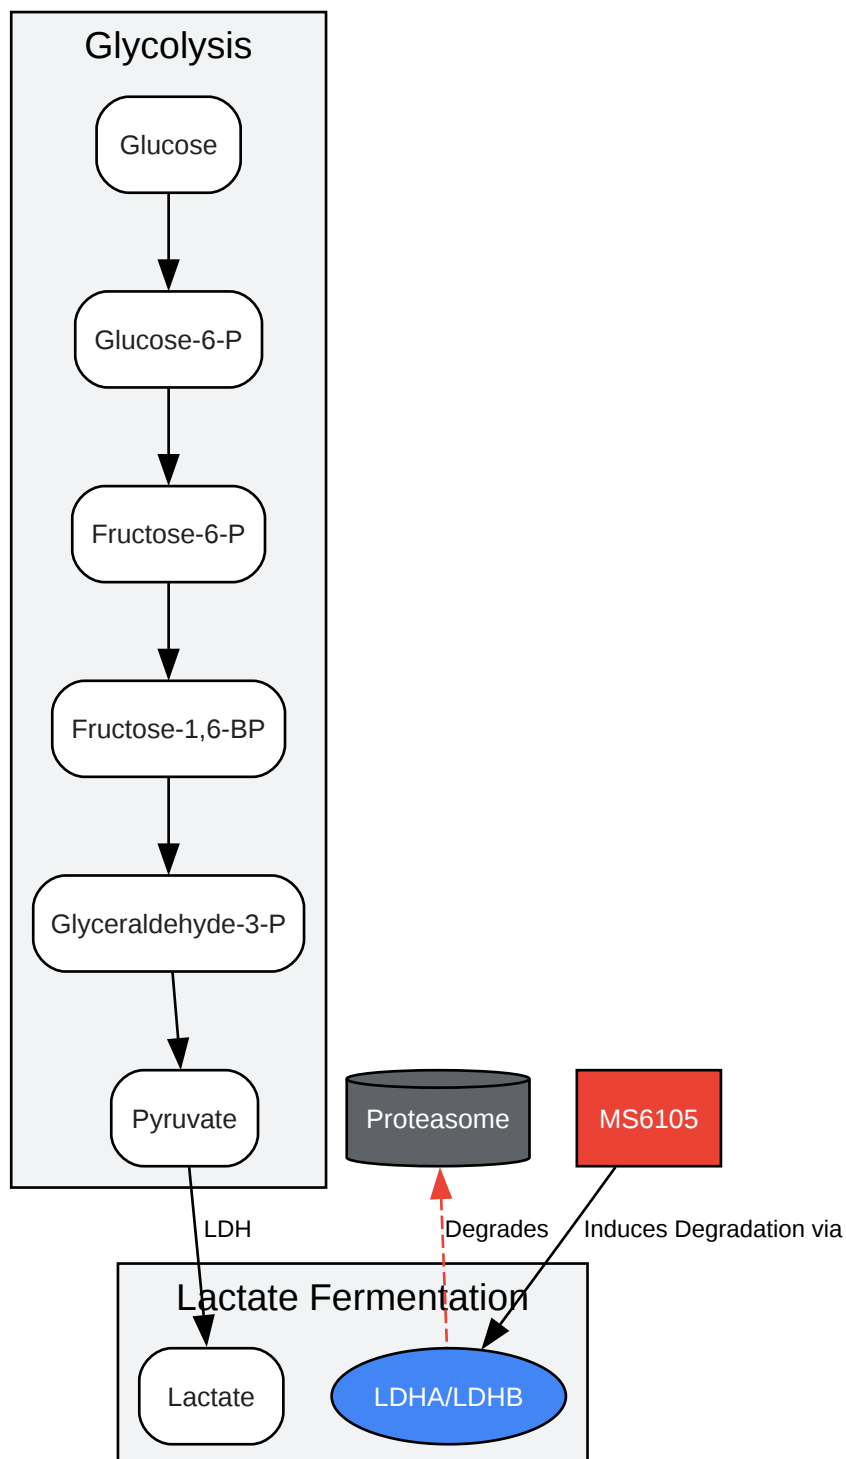 Glycolysis
Glucose
Glucose-6-P
Fructose-6-P
Fructose-1,6-BP
Glyceraldehyde-3-P
Pyruvate
Proteasome
MS6105
LDH
Degrades
Induces Degradation via
Lactate Fermentation
Lactate
LDHA/LDHB